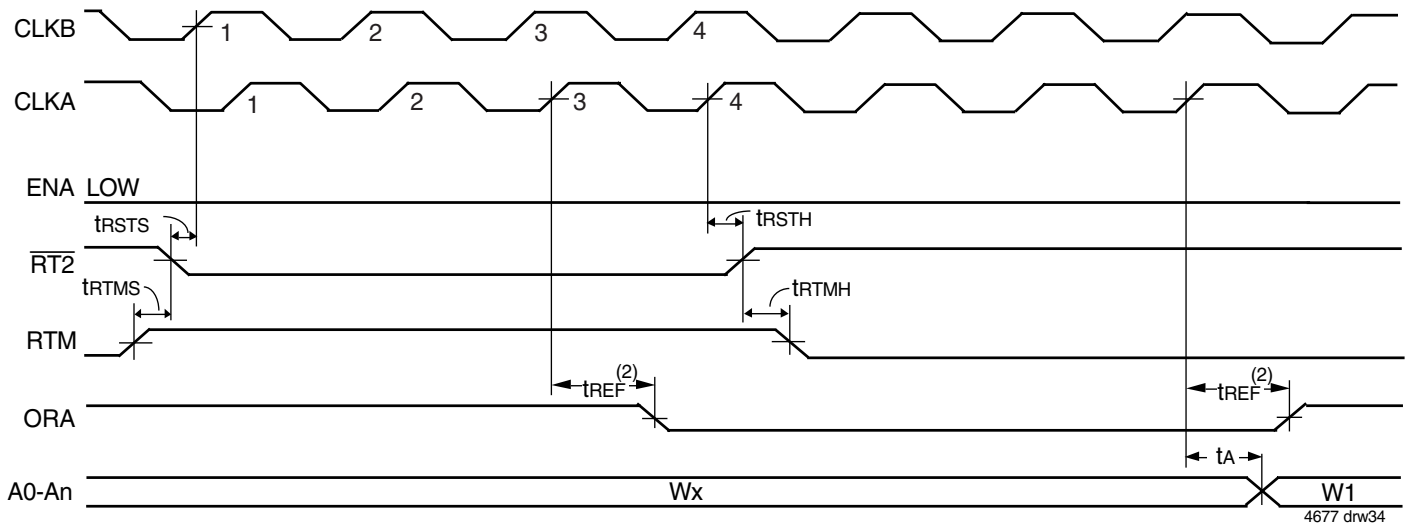 CLKB 1 2 3 4
CLKA 1 2 3 4
ENA LOW
tRSTS tRSTH
RT2
tRTMS tRTMH
RTM
tREF(2) tREF(2)
ORA
tA
A0-An Wx W1
4677 drw34